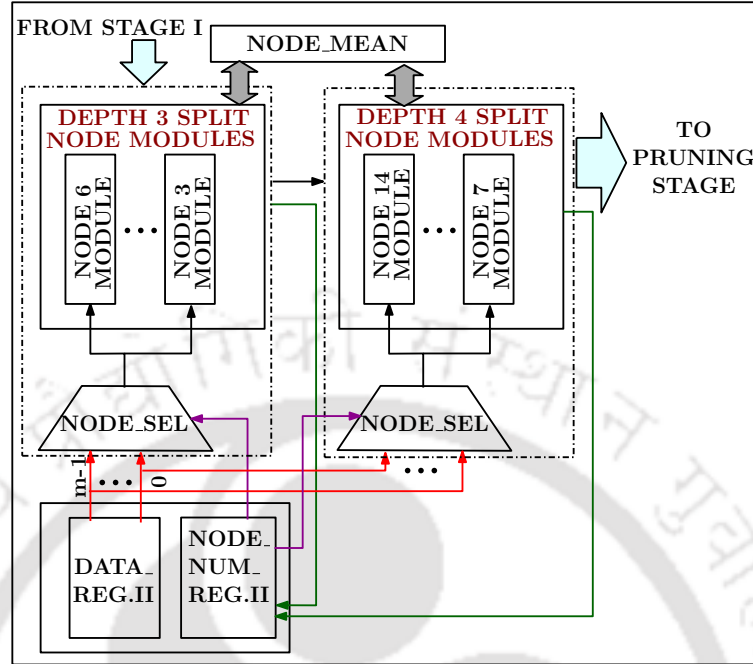 FROM STAGE I
NODE_MEAN
DEPTH 3 SPLIT
NODE MODULES
DEPTH 4 SPLIT
NODE MODULES
TO
PRUNING
STAGE
NODE 6
MODULE
...
NODE 3
MODULE
NODE 14
MODULE
...
NODE 7
MODULE
NODE_SEL
NODE_SEL
m-1
...
0
...
DATA_
REG.II
NODE_
NUM_
REG.II